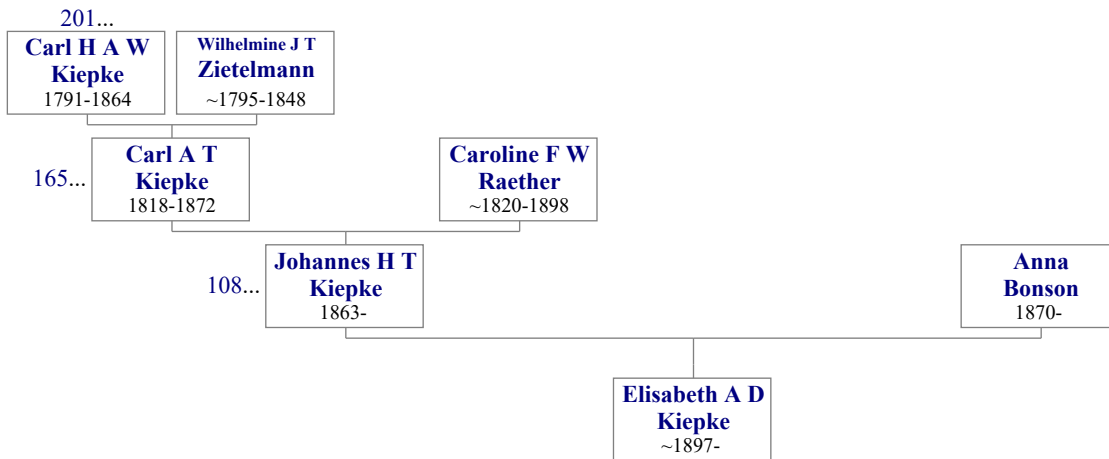 201...
Carl H A W
Kiepke
1791-1864
Wilhelmine J T
Zietelmann
~1795-1848
165...
Carl A T
Kiepke
1818-1872
Caroline F W
Raether
~1820-1898
108...
Johannes H T
Kiepke
1863-
Anna
Bonson
1870-
Elisabeth A D
Kiepke
~1897-